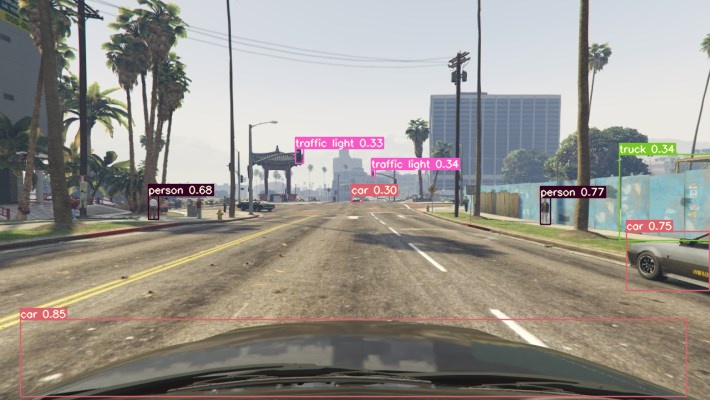 traffic light 0.33
truck 0.34
traffic light 0.34
person 0.68
car 0.30
person 0.77
car 0.75
car 0.85